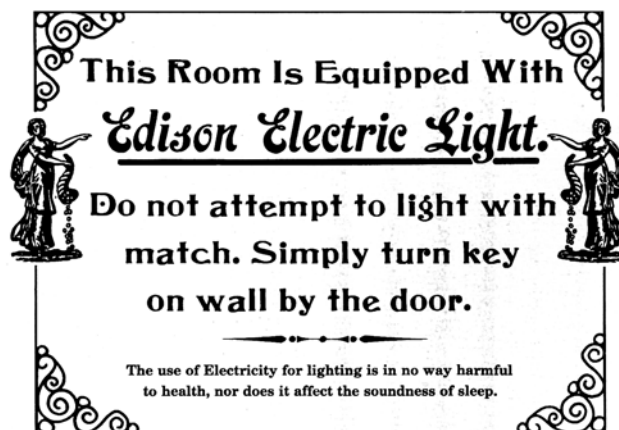 This Room Is Equipped With
Edison Electric Light.
Do not attempt to light with
match. Simply turn key
on wall by the door.
The use of Electricity for lighting is in no way harmful
to health, nor does it affect the soundness of sleep.